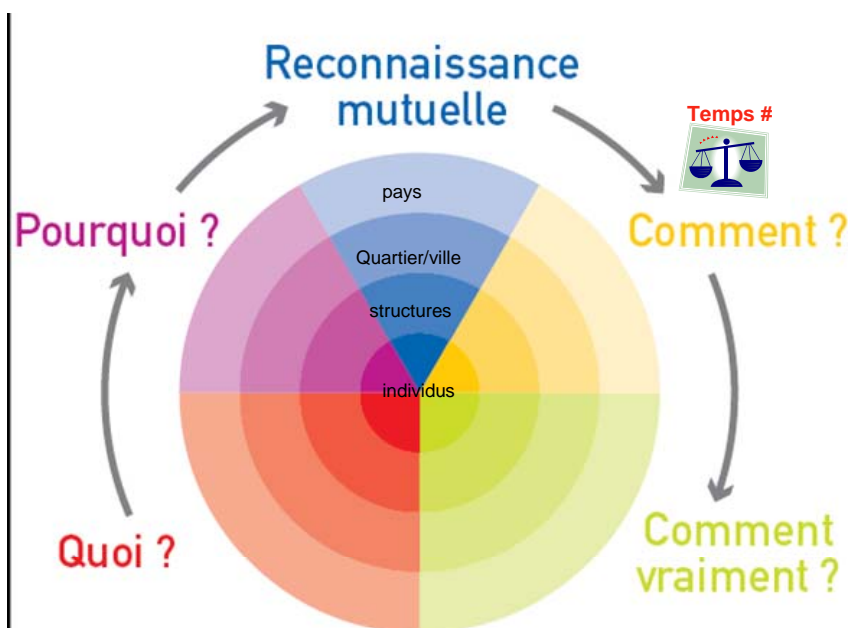 Reconnaissance
mutuelle
Temps #
Pourquoi ?
Comment ?
pays
Quartier/ville
structures
individus
Quoi ?
Comment
vraiment ?